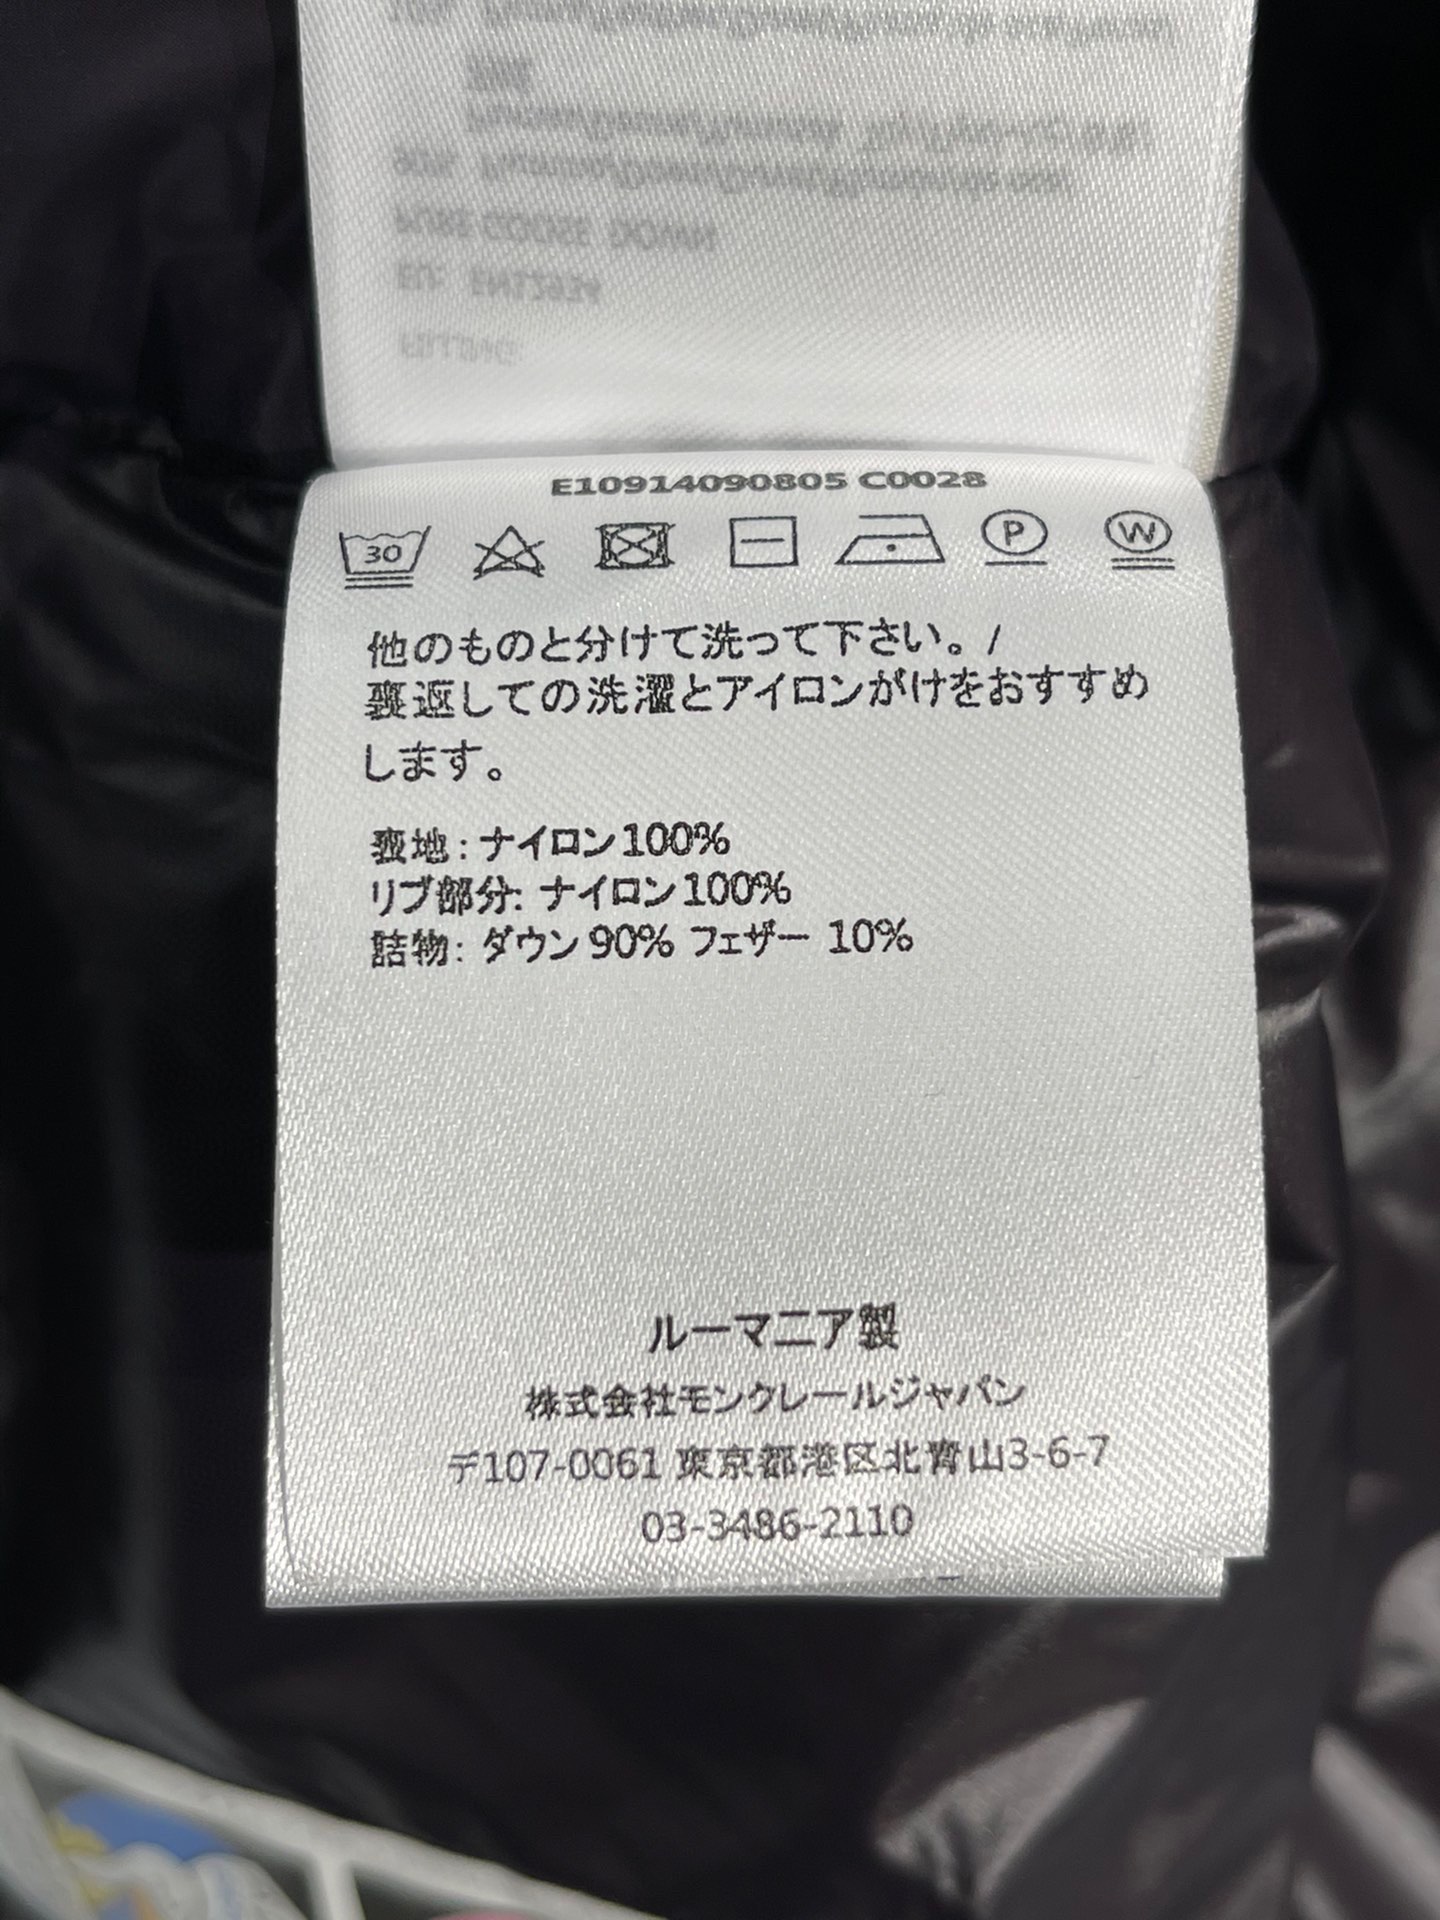 PURE GOOSE DOWN
E10914090805 C0028
30
P
W
他のものと分けて洗って下さい。/
裏返しての洗濯とアイロンがけをおすすめ
します。
表地: ナイロン100%
リブ部分: ナイロン100%
詰物: ダウン 90% フェザー 10%
ルーマニア製
株式会社モンクレールジャパン
〒107-0061 東京都港区北青山3-6-7
03-3486-2110